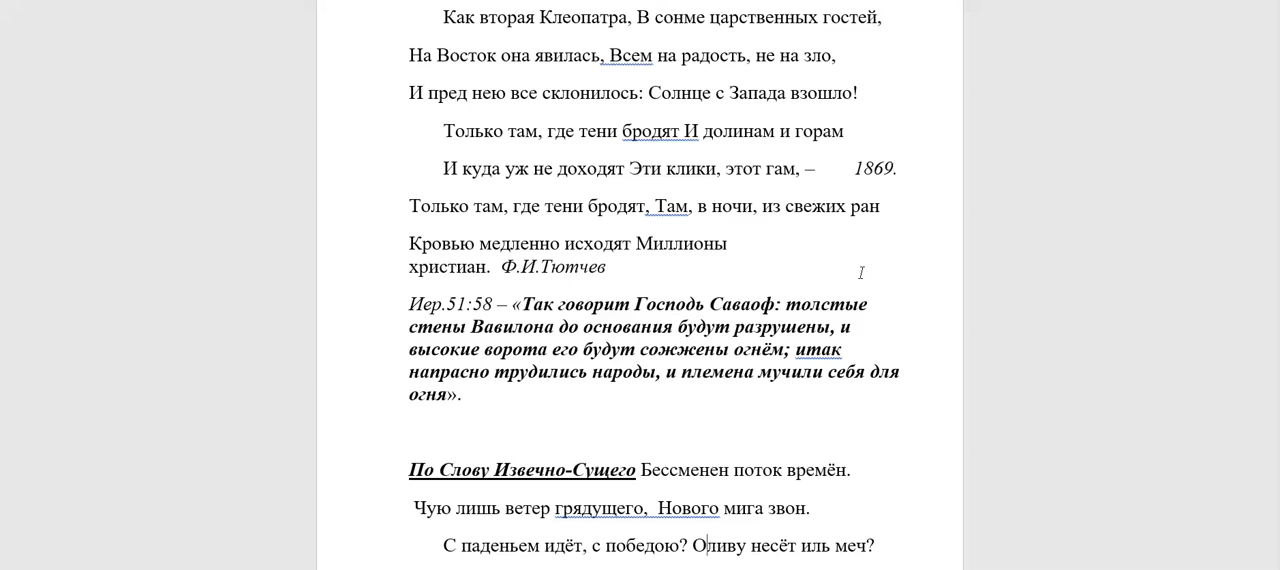 Как вторая Клеопатра, В сонме царственных гостей,
На Восток она явилась, Всем на радость, не на зло,
И пред нею все склонилось: Солнце с Запада взошло!
Только там, где тени бродят И долинам и горам
И куда уж не доходят Эти клики, этот гам, – 1869.
Только там, где тени бродят, Там, в ночи, из свежих ран
Кровью медленно исходят Миллионы
христиан. Ф.И.Тютчев
Иер.51:58 – «Так говорит Господь Саваоф: толстые
стены Вавилона до основания будут разрушены, и
высокие ворота его будут сожжены огнём; итак
напрасно трудились народы, и племена мучили себя для
огня».
По Слову Извечно-Сущего Бессменен поток времён.
Чую лишь ветер грядущего, Нового мига звон.
С паденьем идёт, с победою? Оливу несёт иль меч?